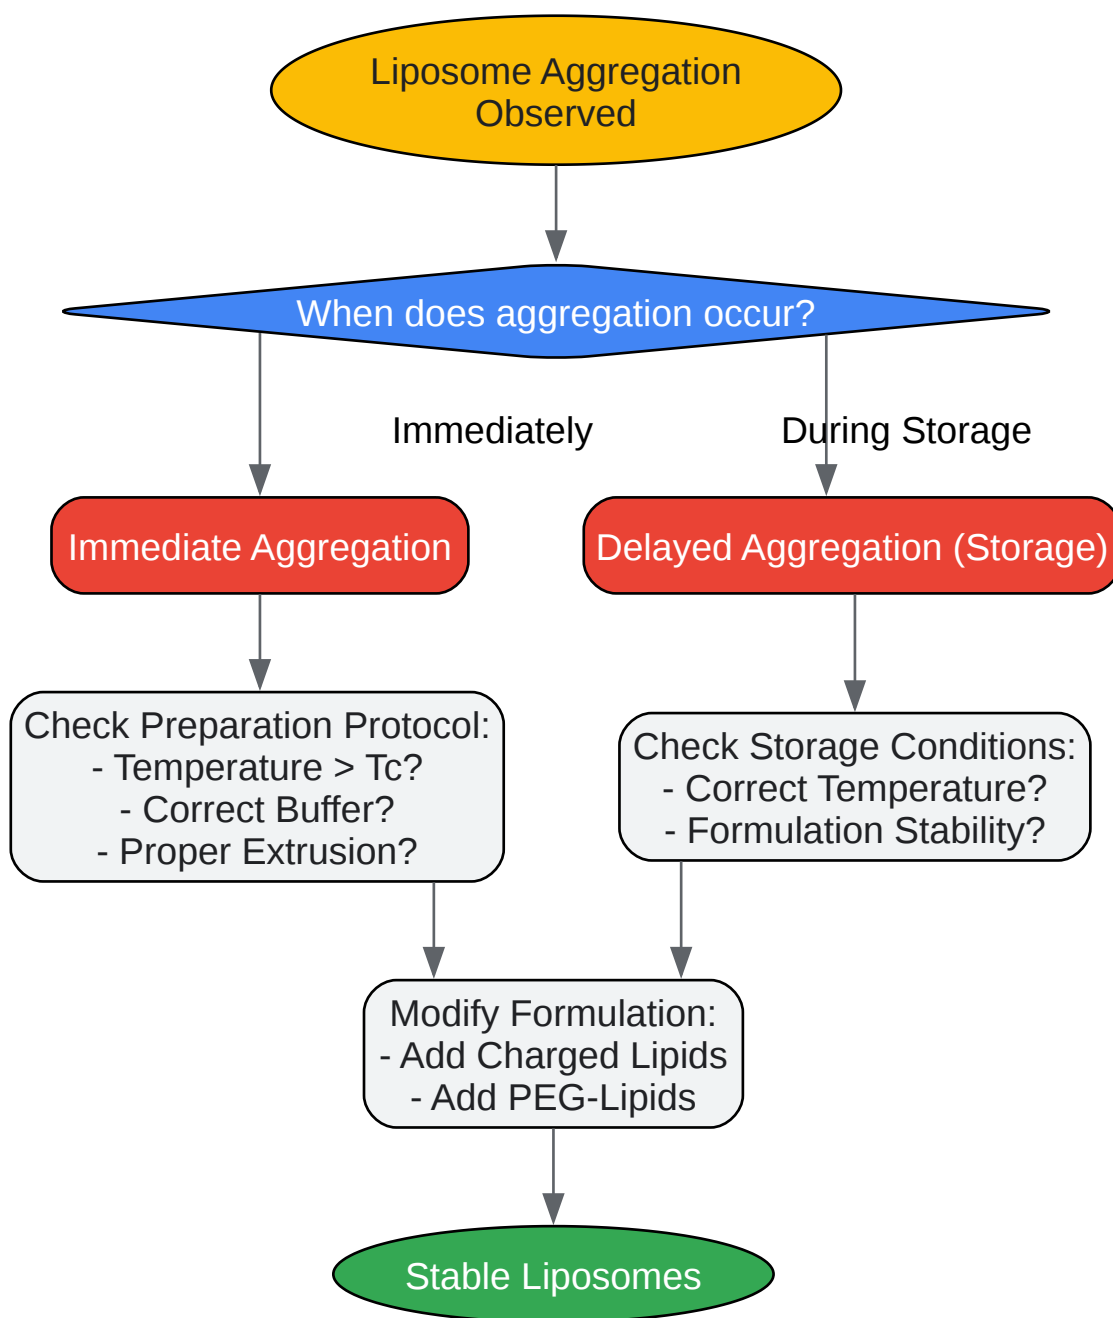 Liposome Aggregation
Observed
When does aggregation occur?
Immediately
During Storage
Immediate Aggregation
Delayed Aggregation (Storage)
Check Preparation Protocol:
- Temperature > Tc?
- Correct Buffer?
- Proper Extrusion?
Check Storage Conditions:
- Correct Temperature?
- Formulation Stability?
Modify Formulation:
- Add Charged Lipids
- Add PEG-Lipids
Stable Liposomes